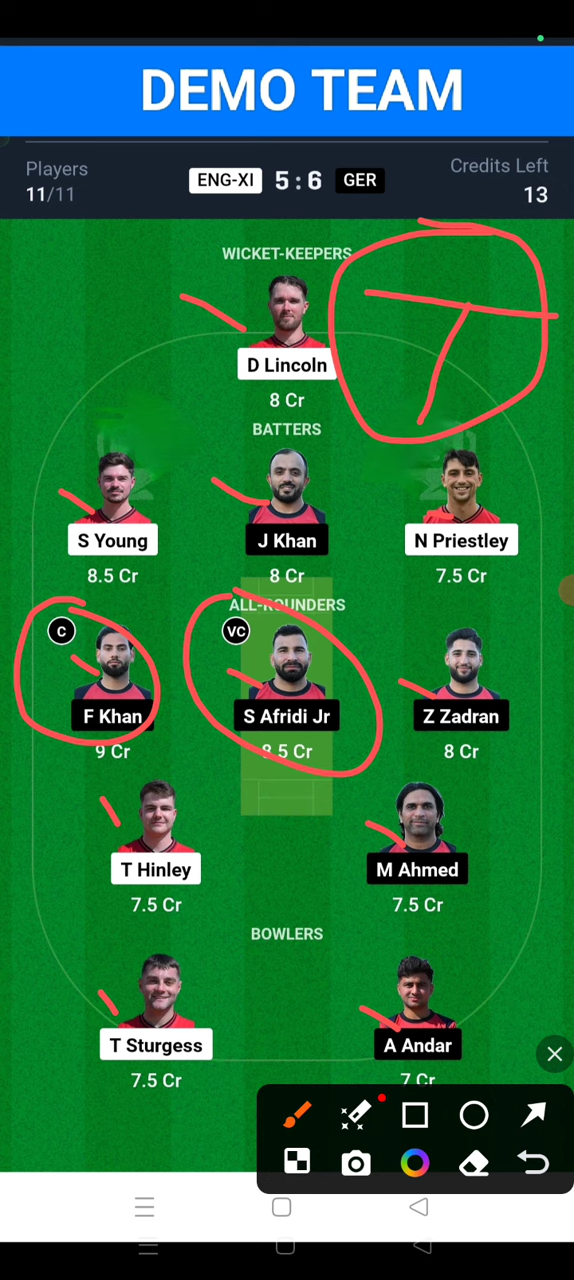 DEMO TEAM
Players
Credits Left
11/11
ENG-XI 5:6 GER
13
WICKET-KEEPERS
D Lincoln
8 Cr
BATTERS
S Young
J Khan
N Priestley
8.5 Cr
8 Cr
7.5 Cr
ALL-ROUNDERS
C
VC
F Khan
S Afridi Jr
Z Zadran
9 Cr
8.5 Cr
8 Cr
T Hinley
M Ahmed
7.5 Cr
7.5 Cr
BOWLERS
T Sturgess
A Andar
7.5 Cr
7 Cr